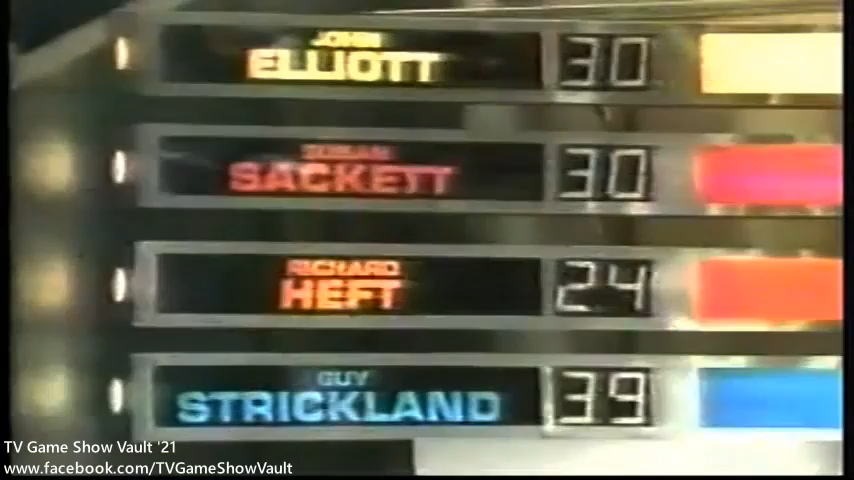 JOHN
ELLIOTT 30
SACKETT 30
RICHARD
HEFT 24
GUY
STRICKLAND 39
TV Game Show Vault '21
www.facebook.com/TVGameShowVault